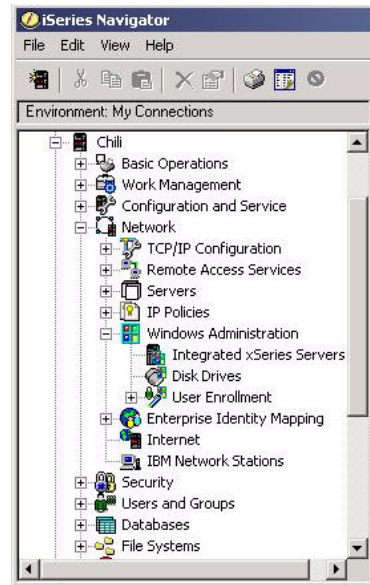 iSeries Navigator
File Edit View Help
Environment: My Connections
Chili
Basic Operations
Work Management
Configuration and Service
Network
TCP/IP Configuration
Remote Access Services
Servers
IP Policies
Windows Administration
Integrated xSeries Servers
Disk Drives
User Enrollment
Enterprise Identity Mapping
Internet
IBM Network Stations
Security
Users and Groups
Databases
File Systems